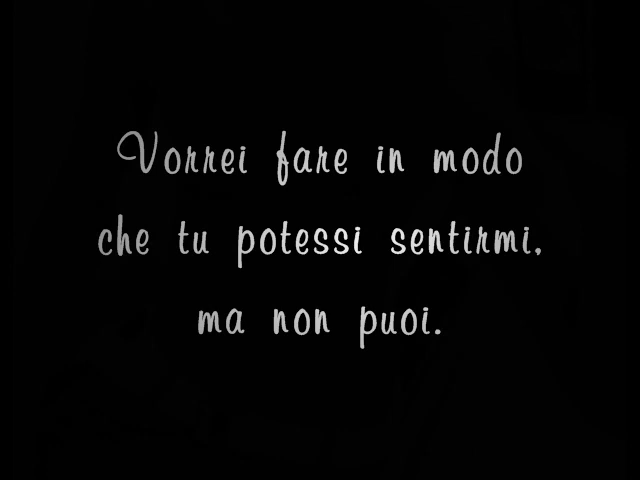 Vorrei fare in modo
che tu potessi sentirmi,
ma non puoi.